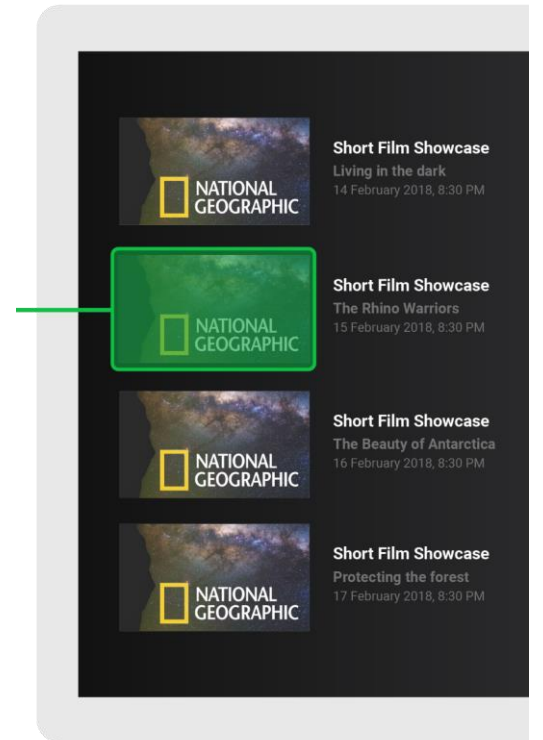 NATIONAL
GEOGRAPHIC
Short Film Showcase
Living in the dark
14 February 2018, 8:30 PM
NATIONAL
GEOGRAPHIC
Short Film Showcase
The Rhino Warriors
15 February 2018, 8:30 PM
NATIONAL
GEOGRAPHIC
Short Film Showcase
The Beauty of Antarctica
16 February 2018, 8:30 PM
NATIONAL
GEOGRAPHIC
Short Film Showcase
Protecting the forest
17 February 2018, 8:30 PM